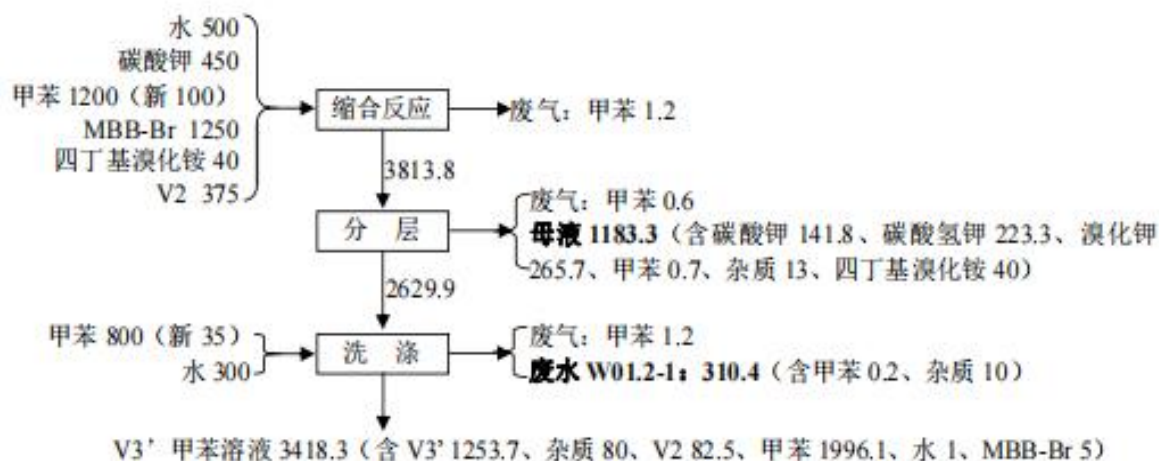 水 500
碳酸钾 450
甲苯 1200（新 100）
MBB-Br 1250
四丁基溴化铵 40
V2 375
缩合反应
废气：甲苯 1.2
3813.8
分 层
废气：甲苯 0.6
母液 1183.3（含碳酸钾 141.8、碳酸氢钾 223.3、溴化钾
265.7、甲苯 0.7、杂质 13、四丁基溴化铵 40）
2629.9
甲苯 800（新 35）
水 300
洗 涤
废气：甲苯 1.2
废水 W01.2-1：310.4（含甲苯 0.2、杂质 10）
V3’甲苯溶液 3418.3（含 V3’ 1253.7、杂质 80、V2 82.5、甲苯 1996.1、水 1、MBB-Br 5）